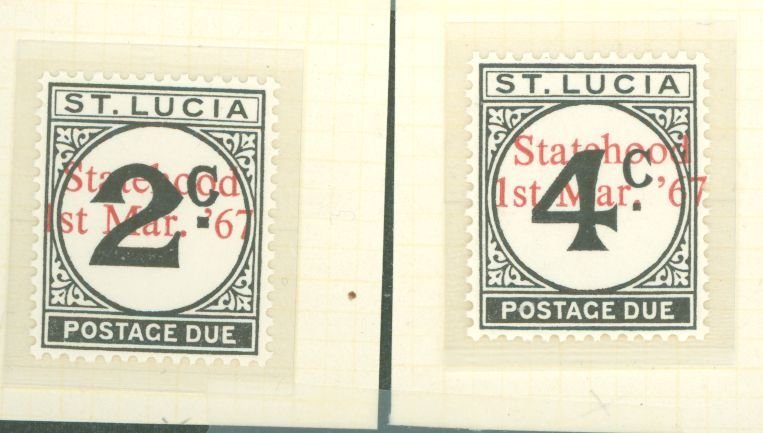 ST. LUCIA
2c.
Statehood
1st Mar. '67
POSTAGE DUE
ST. LUCIA
4c.
Statehood
1st Mar. '67
POSTAGE DUE